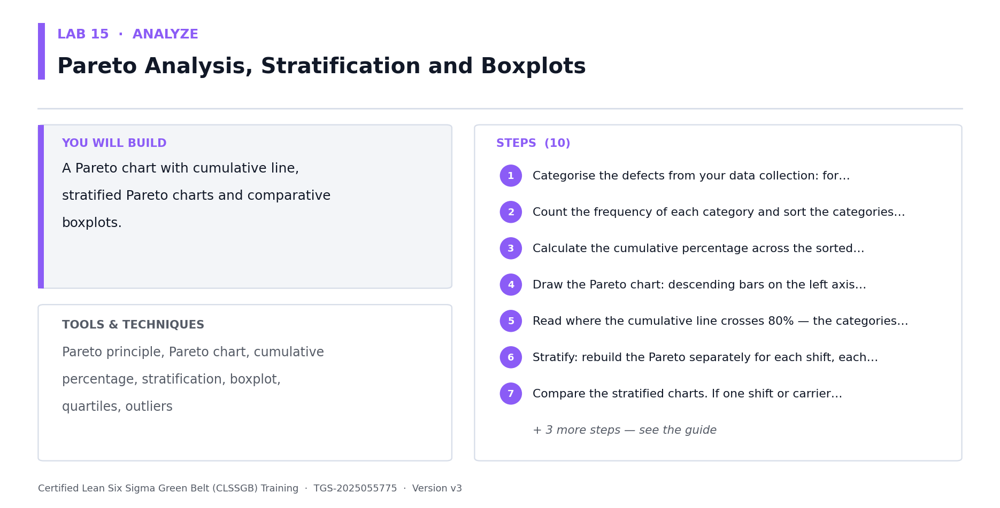 LAB 15 · ANALYZE
Pareto Analysis, Stratification and Boxplots
YOU WILL BUILD
A Pareto chart with cumulative line,
stratified Pareto charts and comparative
boxplots.
TOOLS & TECHNIQUES
Pareto principle, Pareto chart, cumulative
percentage, stratification, boxplot,
quartiles, outliers
STEPS (10)
1 Categorise the defects from your data collection: for…
2 Count the frequency of each category and sort the categories…
3 Calculate the cumulative percentage across the sorted…
4 Draw the Pareto chart: descending bars on the left axis…
5 Read where the cumulative line crosses 80% — the categories…
6 Stratify: rebuild the Pareto separately for each shift, each…
7 Compare the stratified charts. If one shift or carrier…
+ 3 more steps — see the guide
Certified Lean Six Sigma Green Belt (CLSSGB) Training · TGS-2025055775 · Version v3